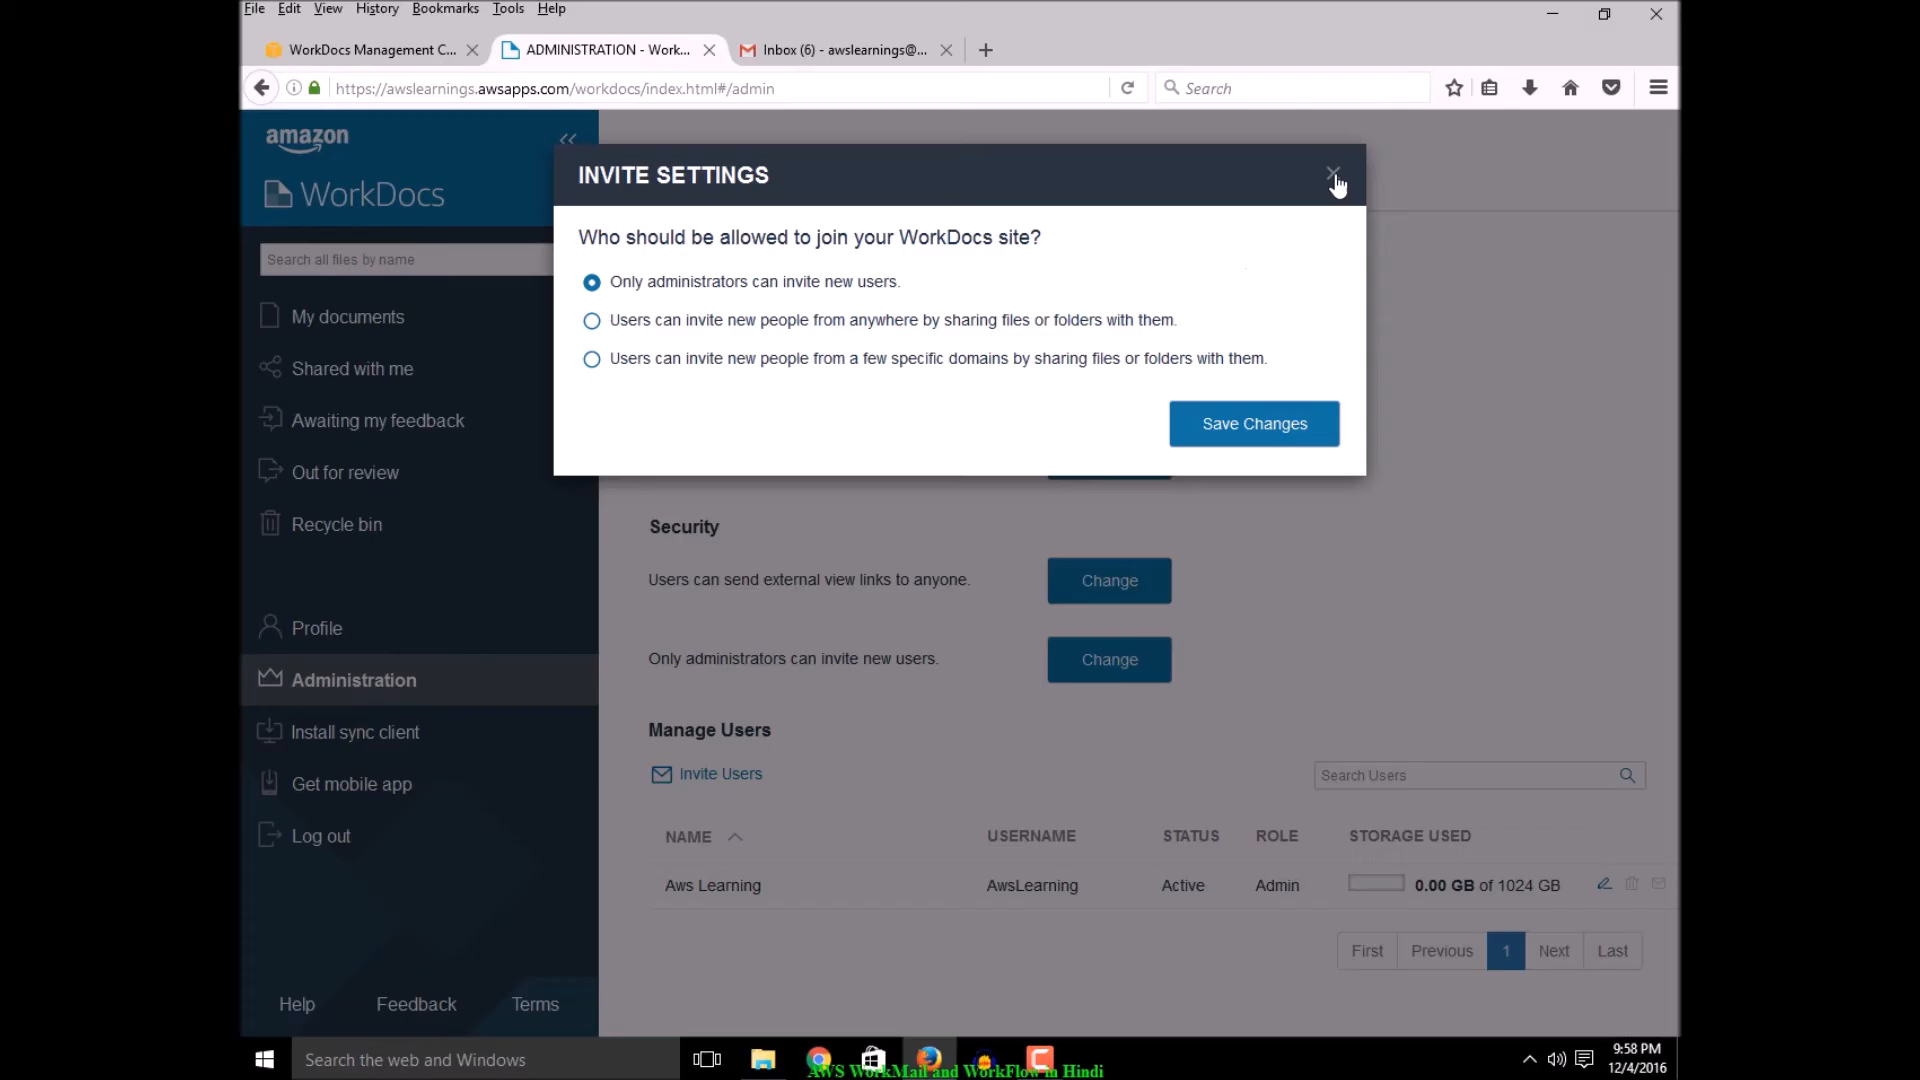 File Edit View History Bookmarks Tools Help
WorkDocs Management C...
ADMINISTRATION - Work...
Inbox (6) - awslearnings@...
https://awslearnings.awsapps.com/workdocs/index.html#/admin
Search
amazon
WorkDocs
Search all files by name
My documents
Shared with me
Awaiting my feedback
Out for review
Recycle bin
Profile
Administration
Install sync client
Get mobile app
Log out
Help Feedback Terms
INVITE SETTINGS
Who should be allowed to join your WorkDocs site?
Only administrators can invite new users.
Users can invite new people from anywhere by sharing files or folders with them.
Users can invite new people from a few specific domains by sharing files or folders with them.
Save Changes
Security
Users can send external view links to anyone. Change
Only administrators can invite new users. Change
Manage Users
Invite Users
Search Users
NAME USERNAME STATUS ROLE STORAGE USED
Aws Learning AwsLearning Active Admin 0.00 GB of 1024 GB
First Previous 1 Next Last
Search the web and Windows
AWS WorkMail and WorkFlow in Hindi
9:58 PM
12/4/2016